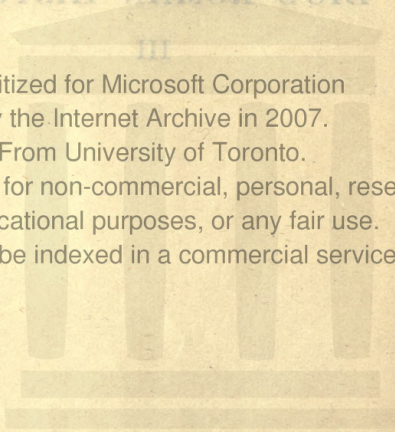 III
itized for Microsoft Corporation
the Internet Archive in 2007.
From University of Toronto.
for non-commercial, personal, rese
cational purposes, or any fair use.
be indexed in a commercial service